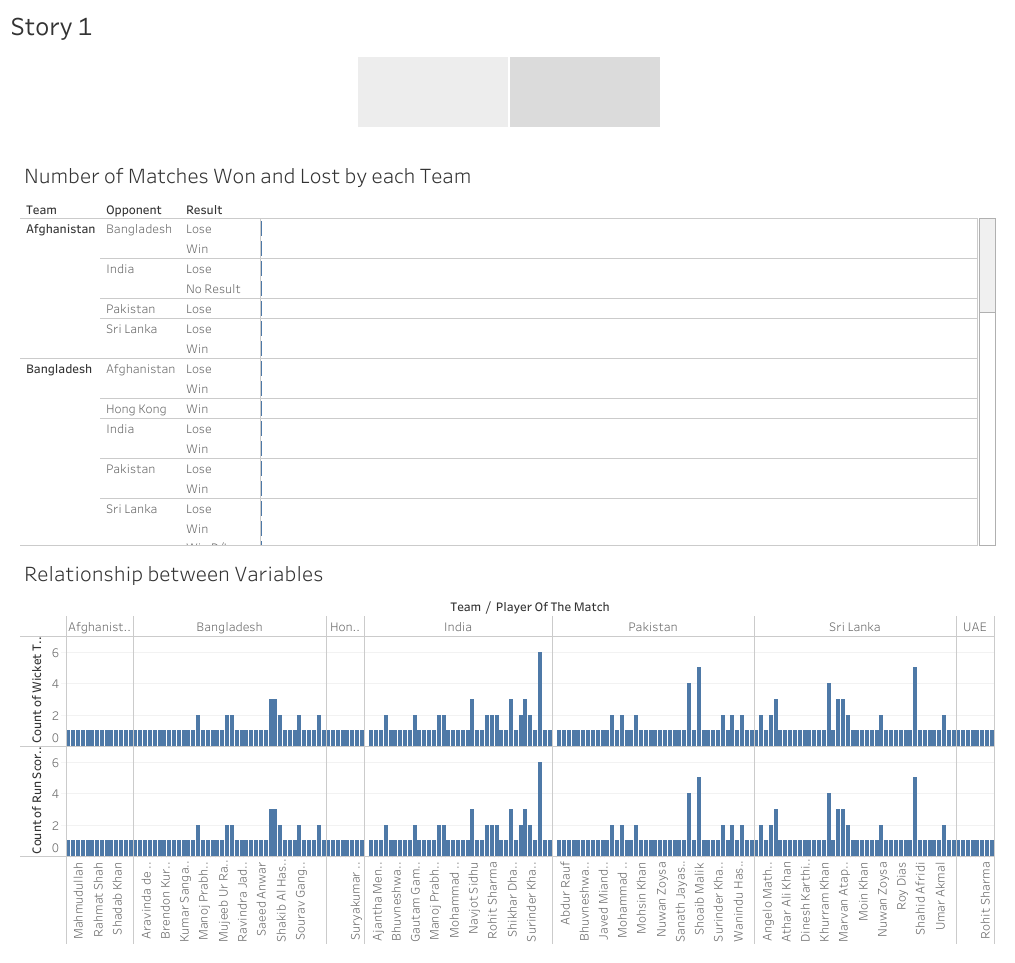 Story 1
Number of Matches Won and Lost by each Team
Team Opponent Result
Afghanistan Bangladesh Lose
Win
India Lose
No Result
Pakistan Lose
Sri Lanka Lose
Win
Bangladesh Afghanistan Lose
Win
Hong Kong Win
India Lose
Win
Pakistan Lose
Win
Sri Lanka Lose
Win
Relationship between Variables
Team / Player Of The Match
Afghanist.. Bangladesh Hon.. India Pakistan Sri Lanka UAE
Count of Wicket T..
6
4
2
0
Count of Run Scor..
6
4
2
0
Mahmudullah
Rahmat Shah
Shadab Khan
Aravinda de ..
Brendon Kur..
Kumar Sanga..
Manoj Prabh..
Mujeeb Ur Ra..
Ravindra Jad..
Saeed Anwar
Shakib Al Has..
Sourav Gang..
Suryakumar ..
Ajantha Men..
Bhuvneshwa..
Gautam Gam..
Manoj Prabh..
Mohammad ..
Navjot Sidhu
Rohit Sharma
Shikhar Dha..
Surinder Kha..
Abdur Rauf
Bhuvneshwa..
Javed Miand..
Mohammad ..
Mohsin Khan
Nuwan Zoysa
Sanath Jayas..
Shoaib Malik
Surinder Kha..
Wanindu Has..
Angelo Math..
Athar Ali Khan
Dinesh Karthi..
Khurram Khan
Marvan Atap..
Moin Khan
Nuwan Zoysa
Roy Dias
Shahid Afridi
Umar Akmal
Rohit Sharma